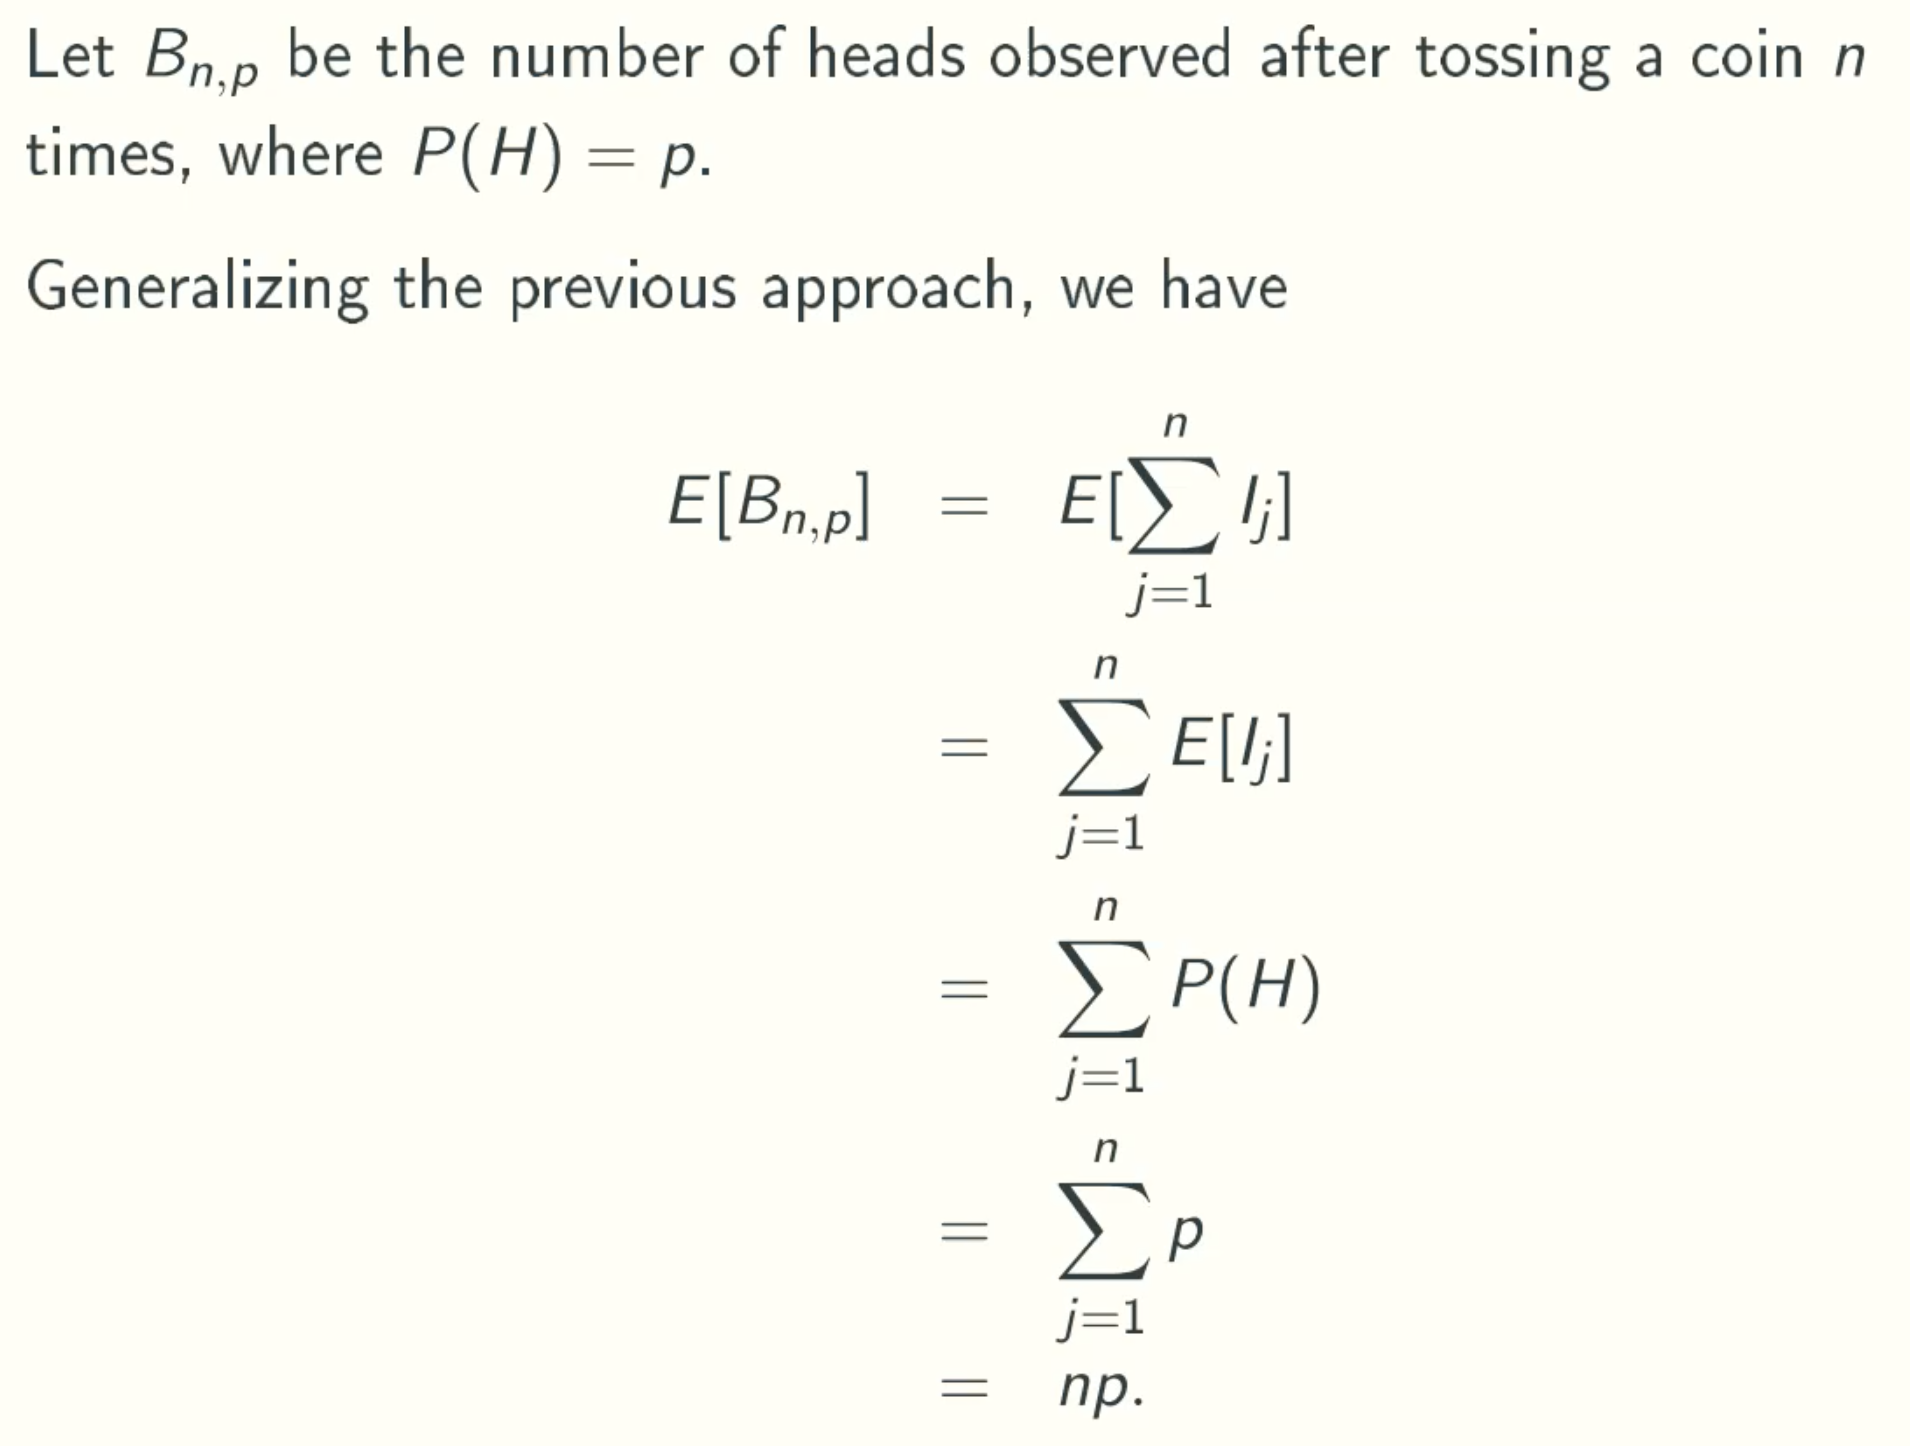 Let B_{n,p} be the number of heads observed after tossing a coin n
times, where P(H) = p.
Generalizing the previous approach, we have
E[B_{n,p}] = E[\sum_{j=1}^{n} I_j]
= \sum_{j=1}^{n} E[I_j]
= \sum_{j=1}^{n} P(H)
= \sum_{j=1}^{n} p
= np.